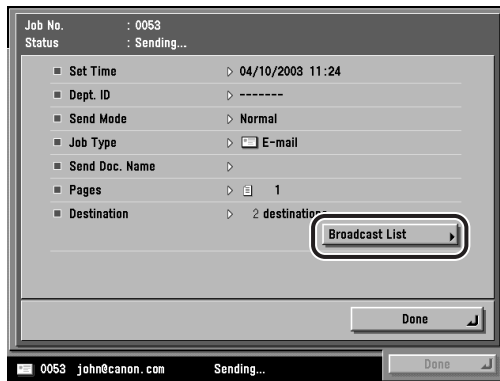 Job No. : 0053
Status : Sending...
Set Time 04/10/2003 11:24
Dept. ID -------
Send Mode Normal
Job Type E-mail
Send Doc. Name
Pages 1
Destination 2 destinations
Broadcast List
Done
0053 john@canon.com Sending...
Done